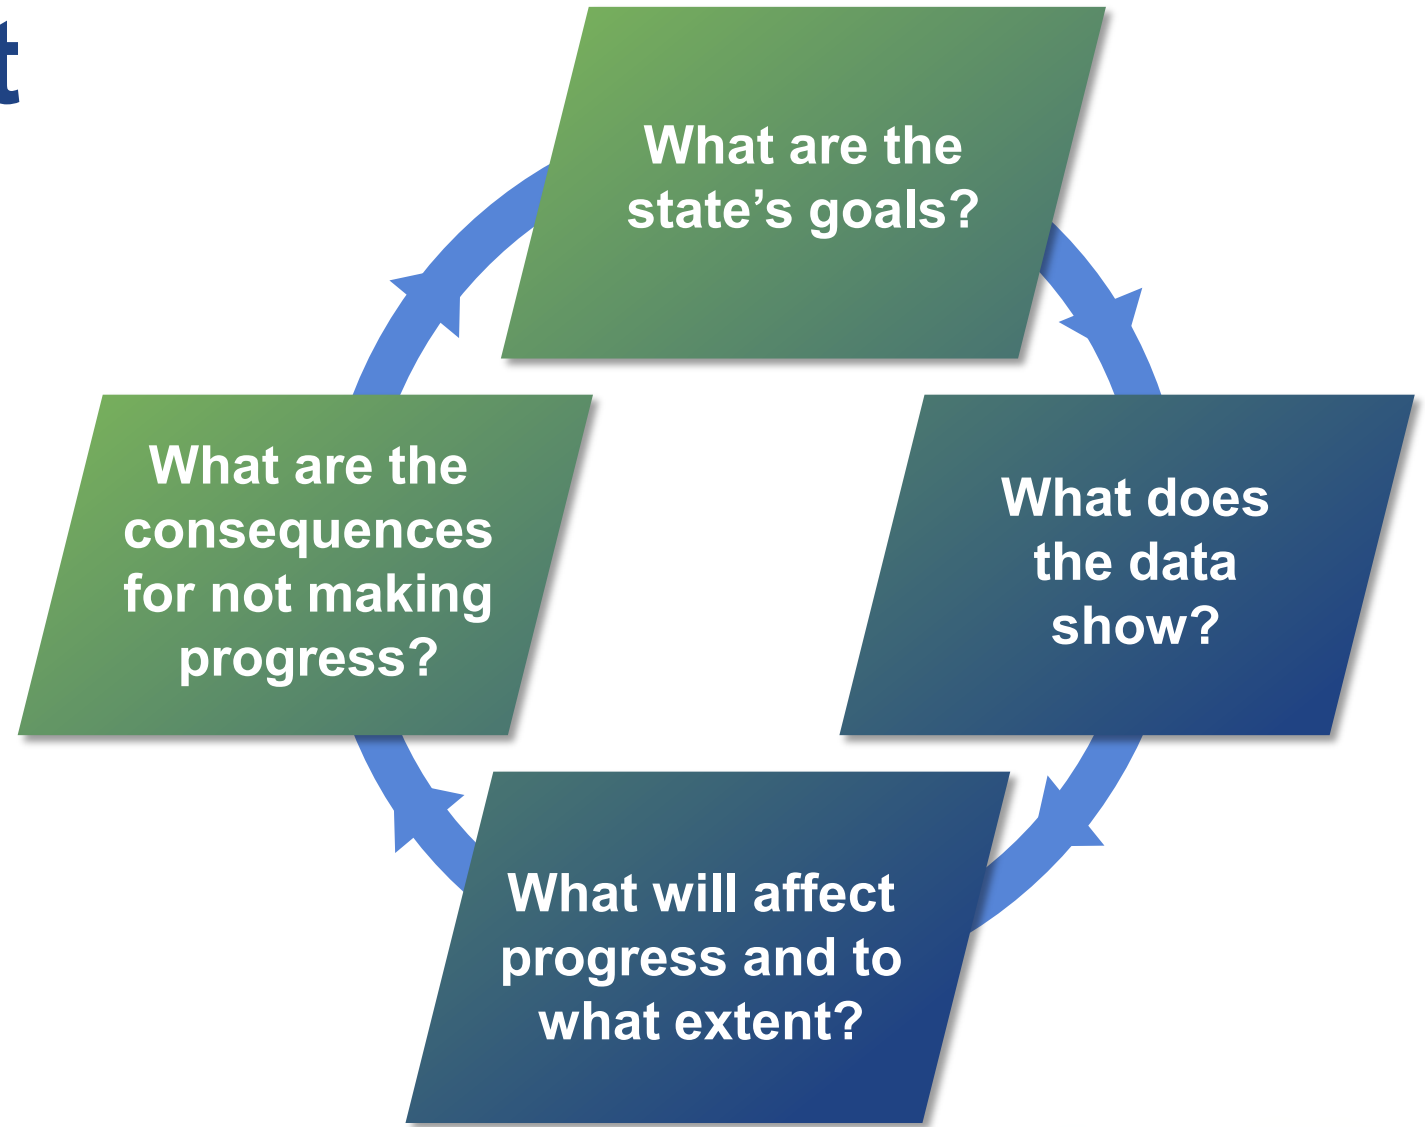 t
What are the
state’s goals?
What does
the data
show?
What will affect
progress and to
what extent?
What are the
consequences
for not making
progress?